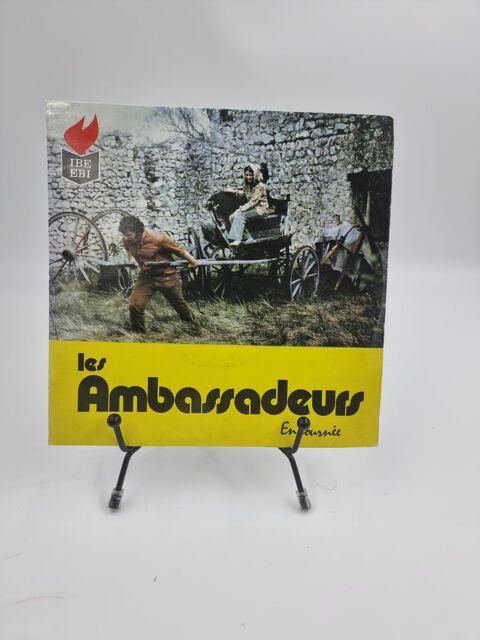 IBE
EBI
les
Ambassadeurs
En Tournée